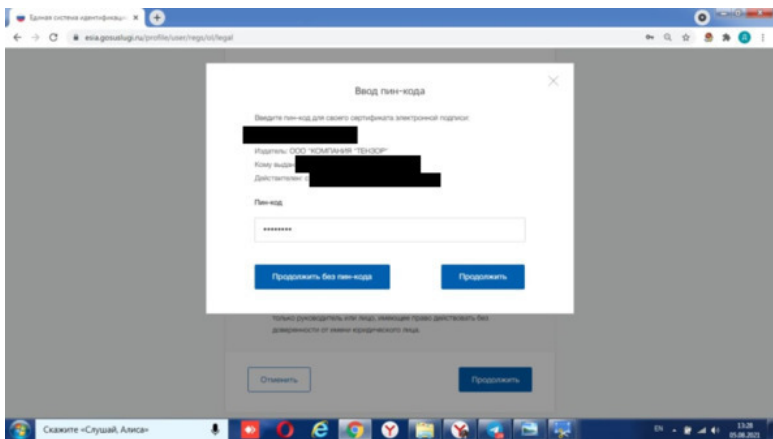 Единая система идентификаци
esia.gosuslugi.ru/profile/user/regs/ol/legal
Ввод пин-кода
Введите пин-код для своего сертификата электронной подписи:
Издатель: ООО "КОМПАНИЯ "ТЕНЗОР"
Кому выдан:
Действителен: с
Пин-код
Продолжить без пин-кода
Продолжить
только руководитель или лицо, имеющее право действовать без
доверенности от имени юридического лица.
Отменить
Продолжить
Скажите «Слушай, Алиса»
EN
13:28
05.08.2021